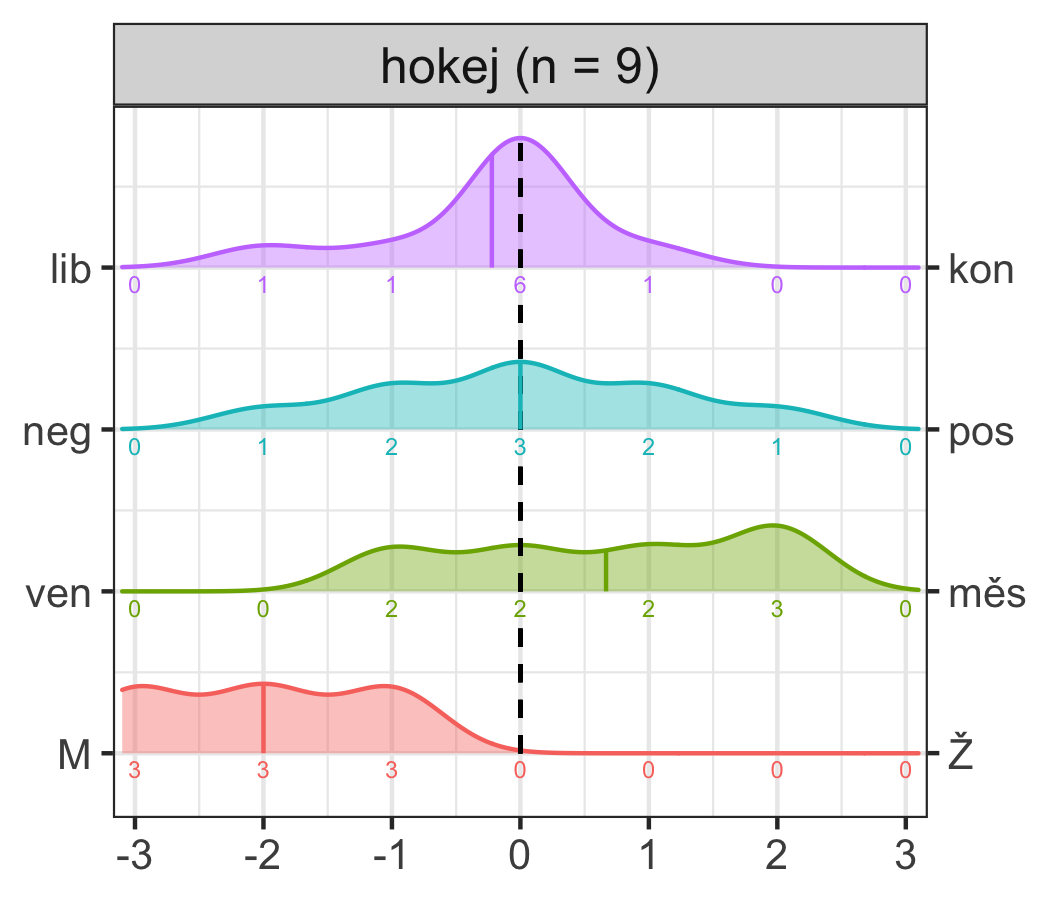 hokej (n = 9)
lib kon
0 1 1 6 1 0 0
neg pos
0 1 2 3 2 1 0
ven měs
0 0 2 2 2 3 0
M Ž
3 3 3 0 0 0 0
-3 -2 -1 0 1 2 3